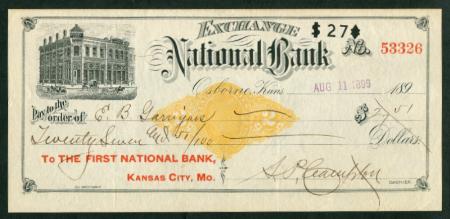 EXCHANGE
$27♦
National Bank No. 53326
Osborne, Kans. AUG 11 1899 189
Pay to the
order of E B Garrigues $27.51
Twenty Seven and 51/100 Dollars
To THE FIRST NATIONAL BANK,
KANSAS CITY, MO.
CASHIER.